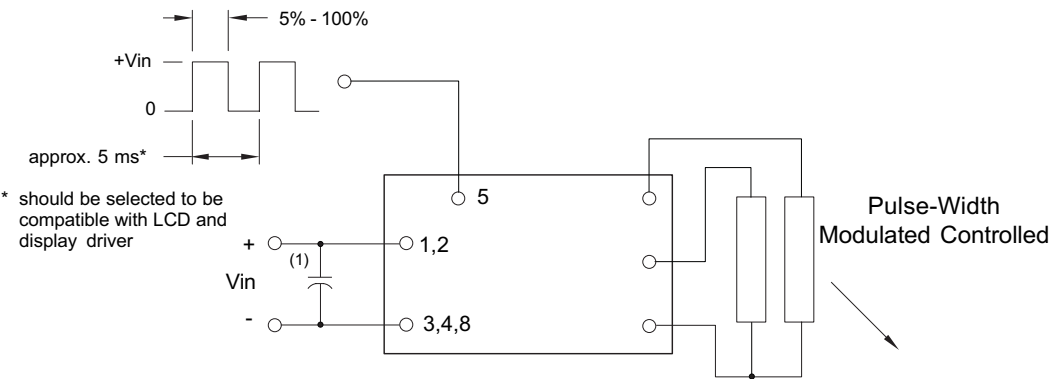 5% - 100%
+Vin
0
approx. 5 ms*
* should be selected to be
compatible with LCD and
display driver
5
+
(1)
1,2
Vin
-
3,4,8
Pulse-Width
Modulated Controlled